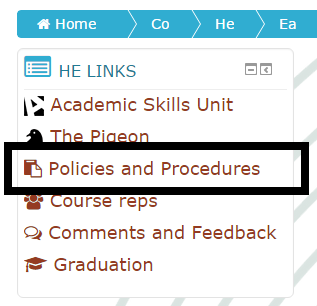 Home Co He Ea
HE LINKS
Academic Skills Unit
The Pigeon
Policies and Procedures
Course reps
Comments and Feedback
Graduation